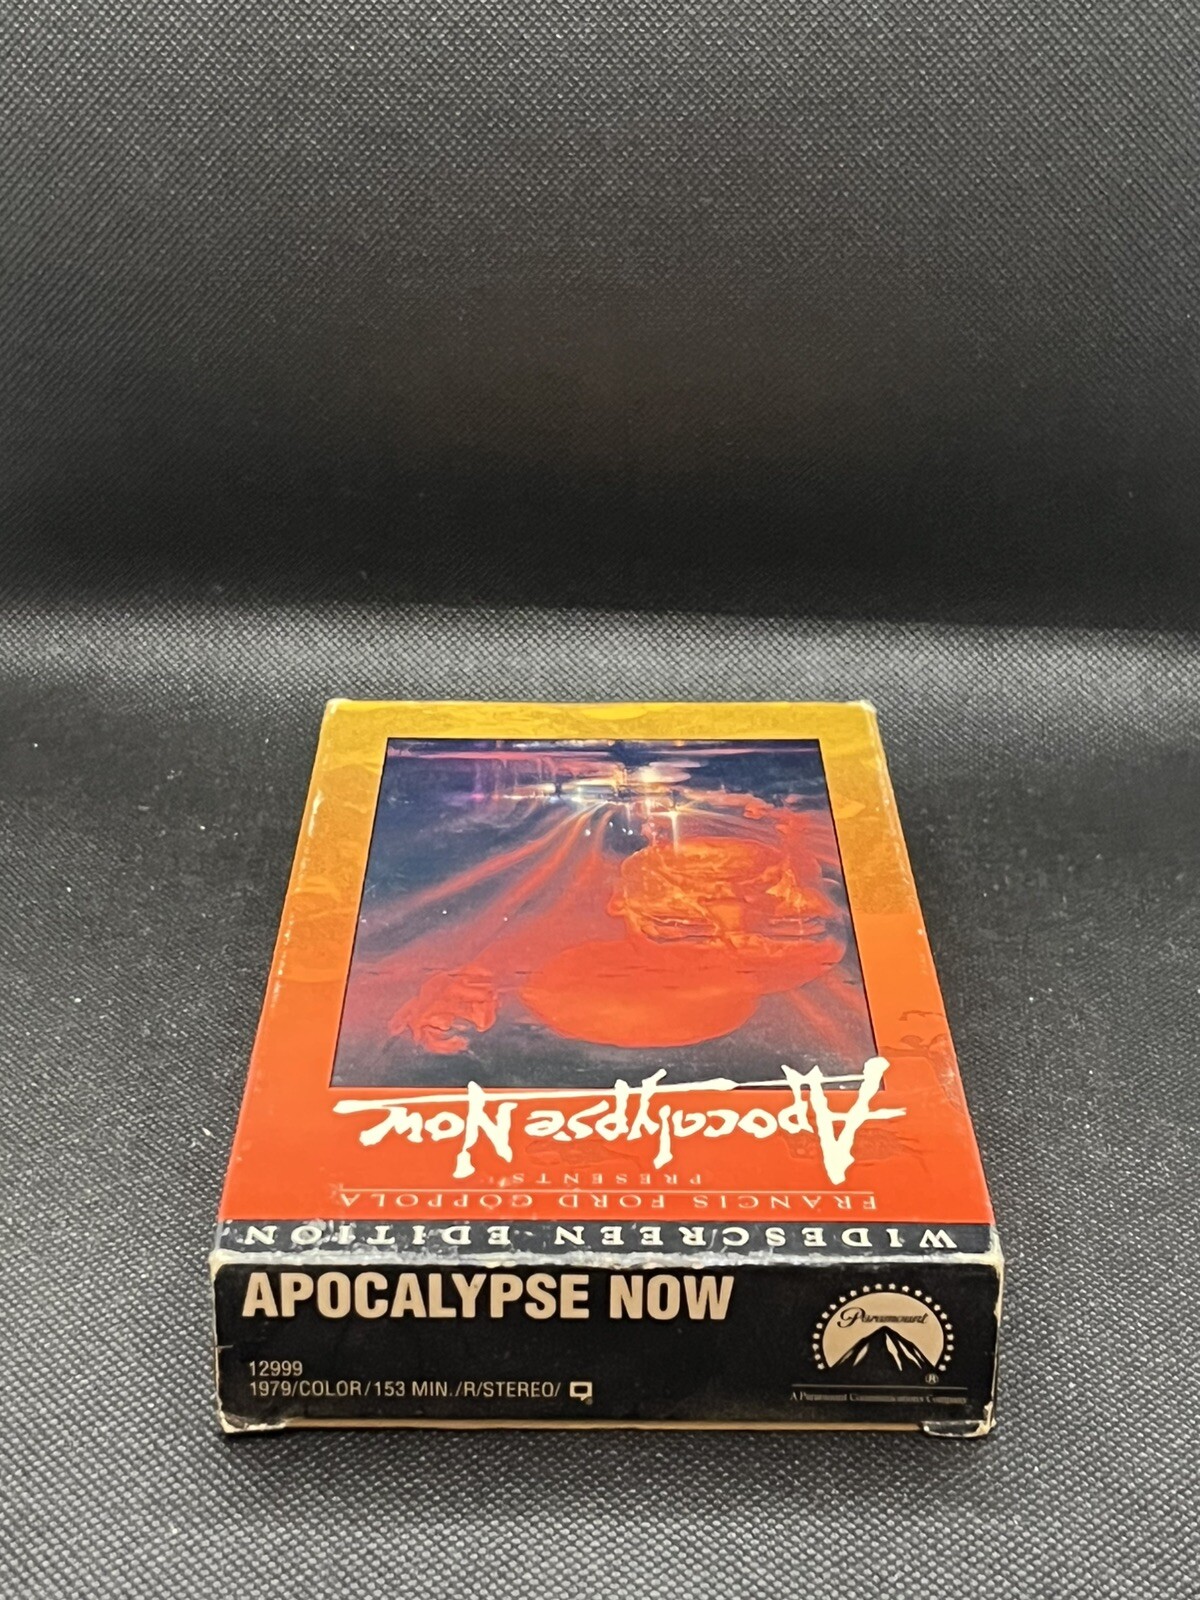 WIDESCREEN EDITION
FRANCIS FORD COPPOLA
PRESENTS
Apocalypse Now
APOCALYPSE NOW
12999
1979/COLOR/153 MIN./R/STEREO/
Paramount
®
A Paramount Communications Company